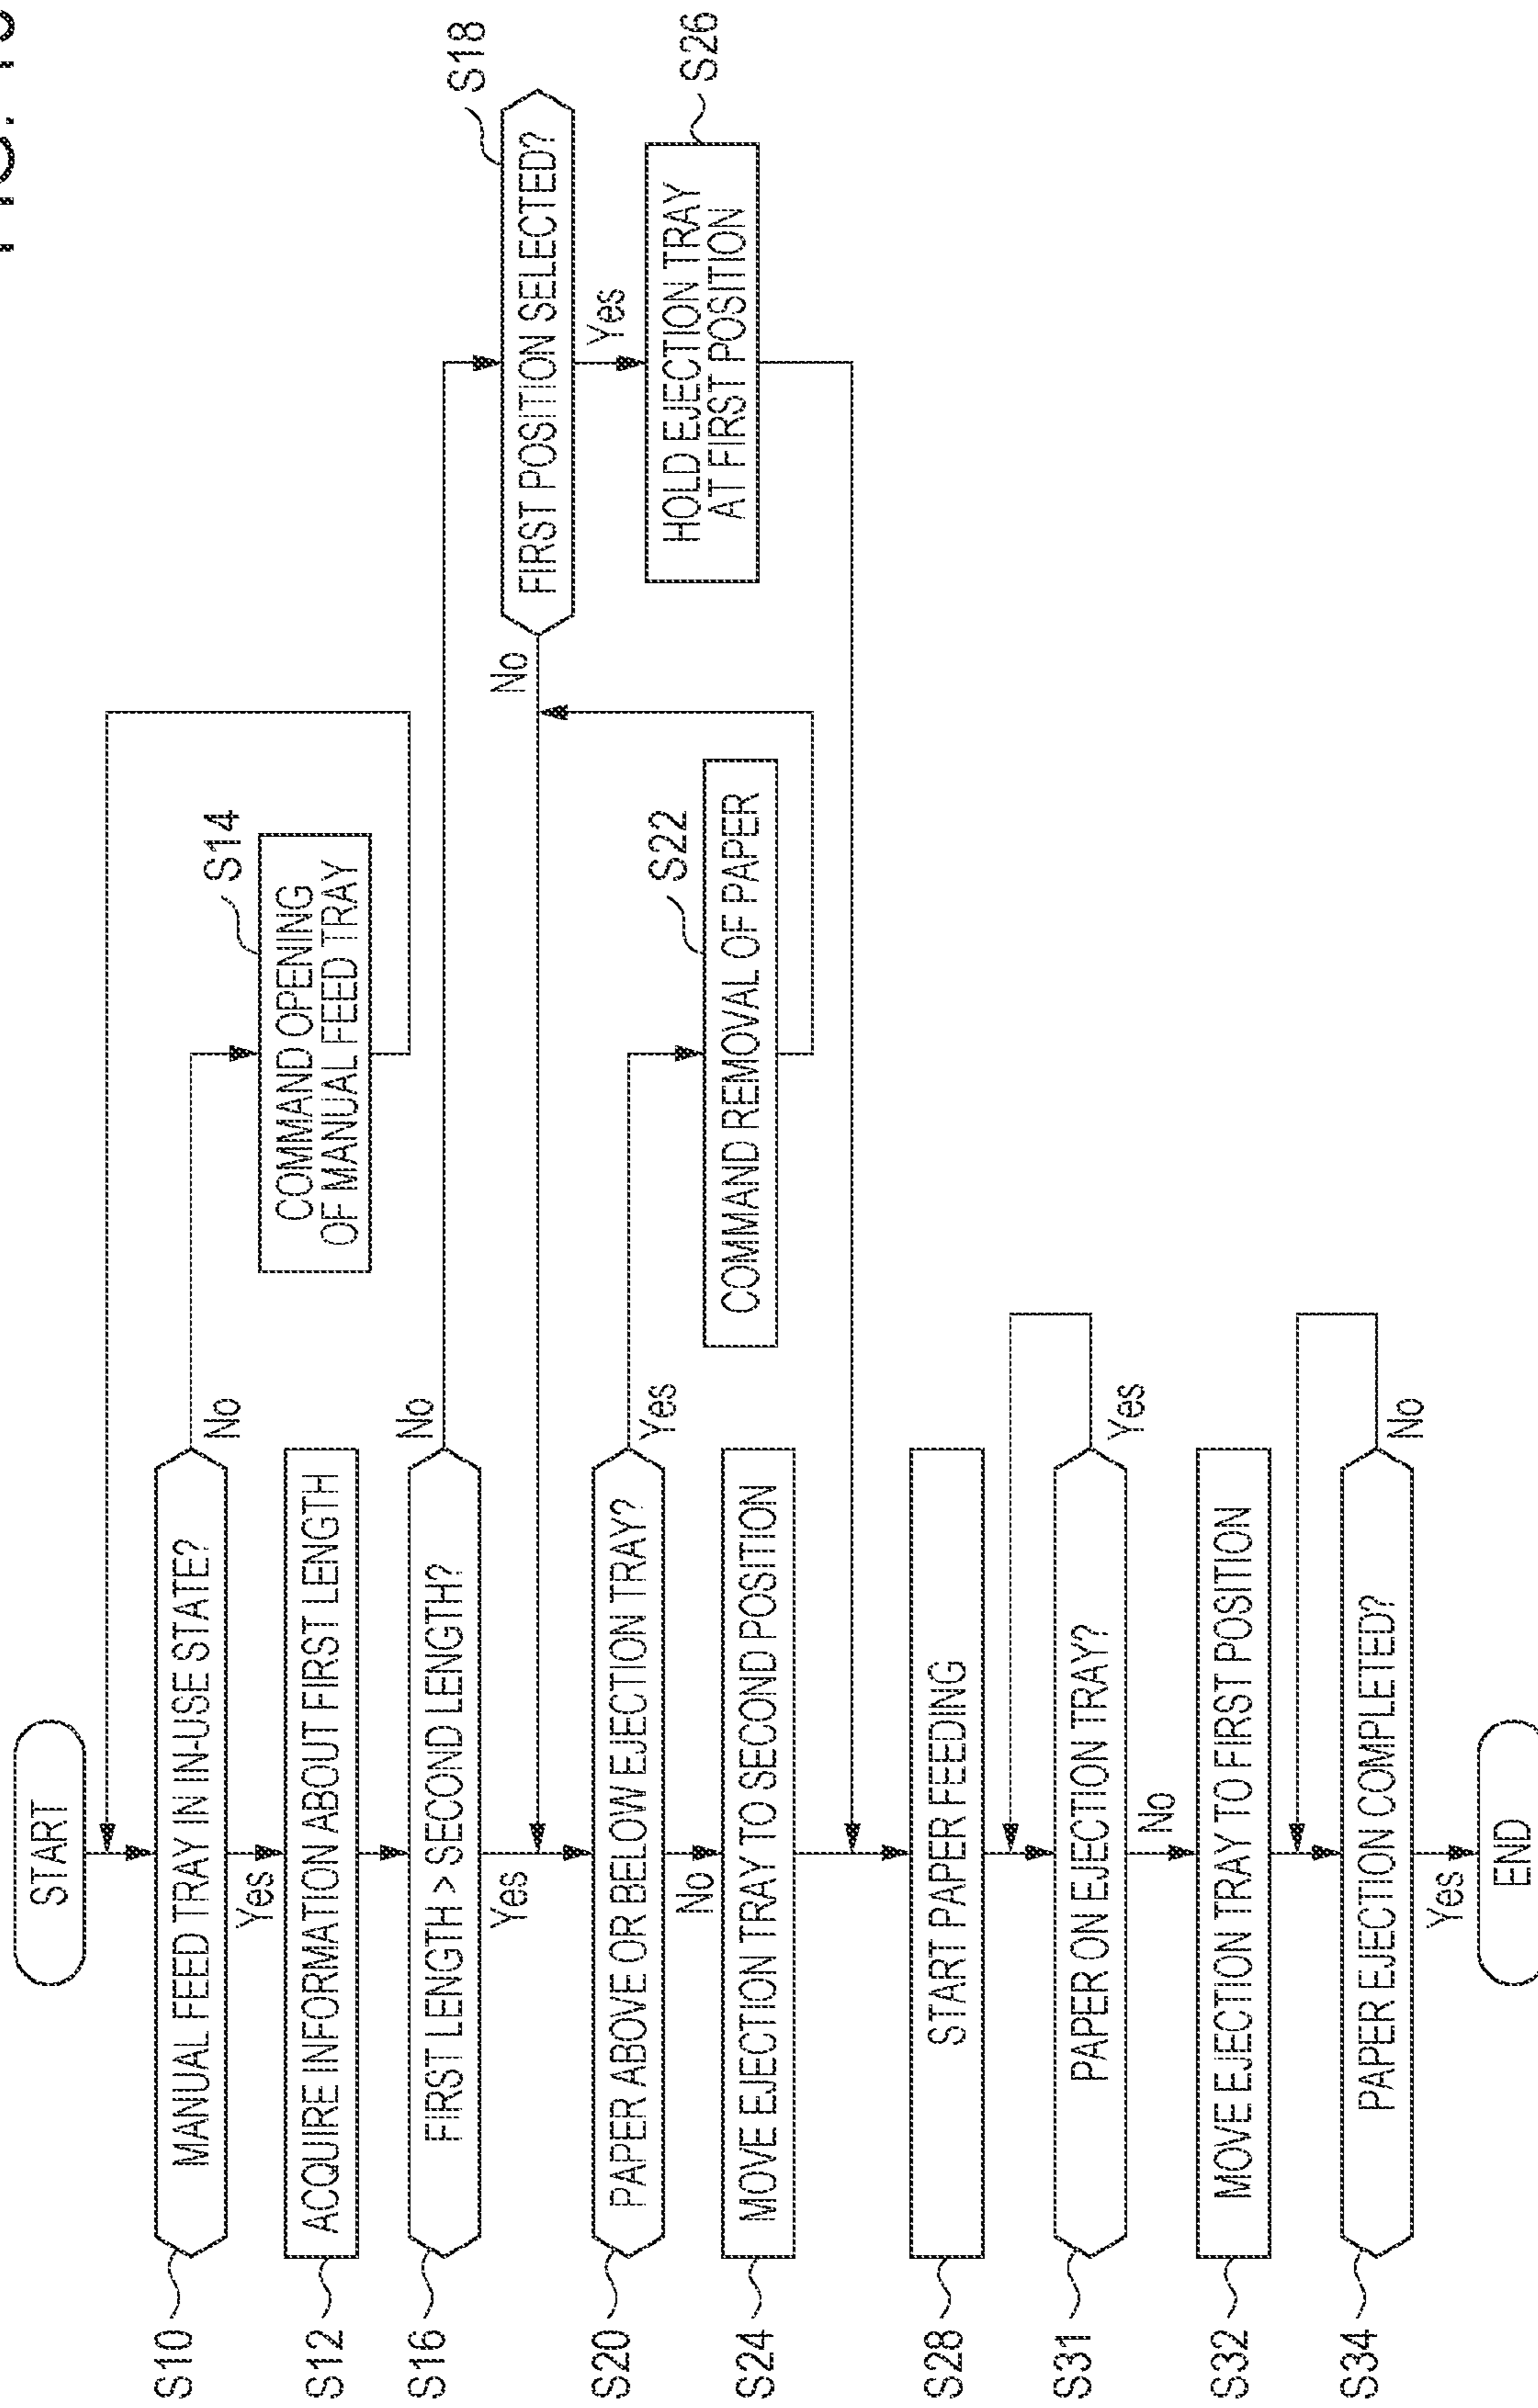 START
S10
MANUAL FEED TRAY IN IN-USE STATE?
No
Yes
S14
COMMAND OPENING
OF MANUAL FEED TRAY
S12
ACQUIRE INFORMATION ABOUT FIRST LENGTH
S16
FIRST LENGTH > SECOND LENGTH?
No
Yes
S18
FIRST POSITION SELECTED?
No
Yes
S26
HOLD EJECTION TRAY
AT FIRST POSITION
S20
PAPER ABOVE OR BELOW EJECTION TRAY?
Yes
No
S22
COMMAND REMOVAL OF PAPER
S24
MOVE EJECTION TRAY TO SECOND POSITION
S28
START PAPER FEEDING
S31
PAPER ON EJECTION TRAY?
Yes
No
S32
MOVE EJECTION TRAY TO FIRST POSITION
S34
PAPER EJECTION COMPLETED?
No
Yes
END